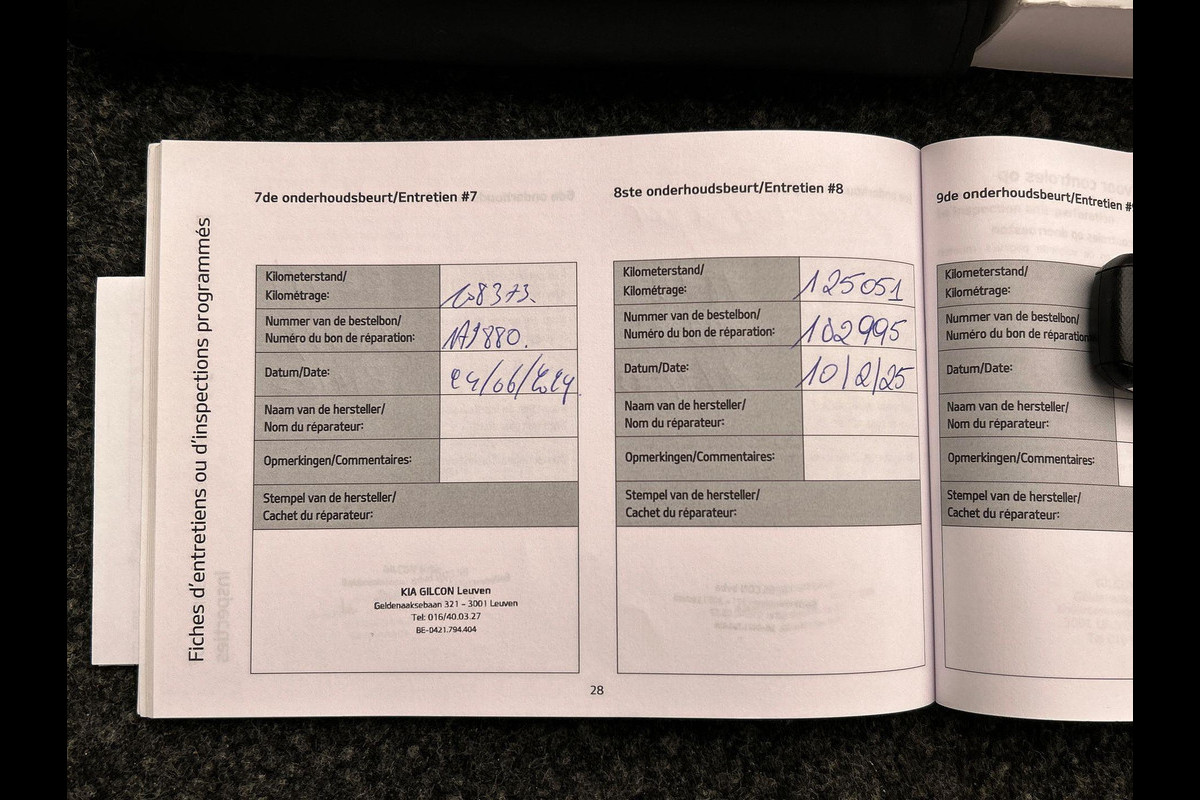 Fiches d'entretiens ou d'inspections programmés
7de onderhoudsbeurt/Entretien #7
Kilometerstand/
Kilométrage:
108373.
Nummer van de bestelbon/
Numéro du bon de réparation:
Datum/Date:
24/06/2024
Naam van de hersteller/
Nom du réparateur:
Opmerkingen/Commentaires:
Stempel van de hersteller/
Cachet du réparateur:
KIA GILCON Leuven
Geldenaaksebaan 321 - 3001 Leuven
Tel: 016/40.03.27
BE-0421.794.404
8ste onderhoudsbeurt/Entretien #8
Kilometerstand/
Kilométrage:
125051
Nummer van de bestelbon/
Numéro du bon de réparation:
182995
Datum/Date:
10/2/25
Naam van de hersteller/
Nom du réparateur:
Opmerkingen/Commentaires:
Stempel van de hersteller/
Cachet du réparateur:
28
9de onderhoudsbeurt/Entretien
Kilometerstand/
Kilométrage:
Nummer van de bestelbon/
Numéro du bon de réparation
Datum/Date:
Naam van de hersteller/
Nom du réparateur:
Opmerkingen/Commentaires:
Stempel van de hersteller/
Cachet du réparateur: